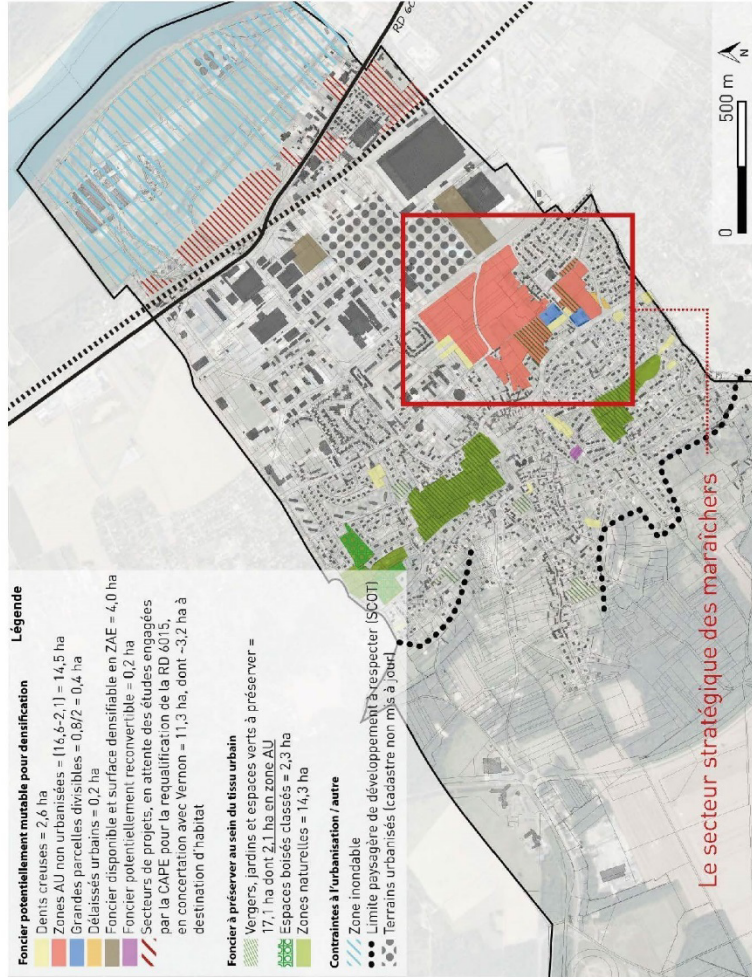 Légende
Foncier potentiellement mutable pour densification
Dents creuses = 2,6 ha
Zones AU non urbanisées = (16,6-2,1) = 14,5 ha
Grandes parcelles divisibles = 0,8/2 = 0,4 ha
Délaissés urbains = 0,2 ha
Foncier disponible et surface densifiable en ZAE = 4,0 ha
Foncier potentiellement reconvertible = 0,2 ha
Secteurs de projets, en attente des études engagées
par la CAPE pour la requalification de la RD 6015,
en concertation avec Vernon = 11,3 ha, dont ~3,2 ha à
destination d'habitat
Foncier à préserver au sein du tissu urbain
Vergers, jardins et espaces verts à préserver =
17,1 ha dont 2,1 ha en zone AU
Espaces boisés classés = 2,3 ha
Zones naturelles = 14,3 ha
Contraintes à l'urbanisation / autre
Zone inondable
Limite paysagère de développement à respecter (SCOT)
Terrains urbanisés (cadastre non mis à jour)
Le secteur stratégique des maraîchers
0
500 m
N